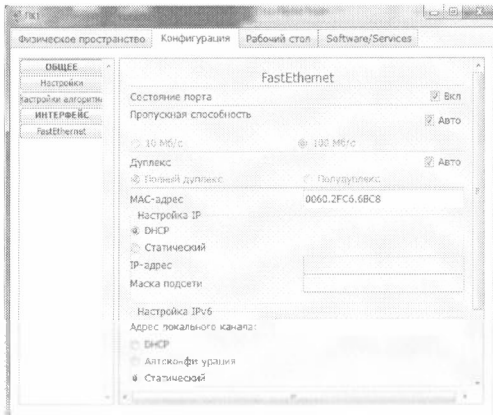 ПК1
Физическое пространство Конфигурация Рабочий стол Software/Services
ОБЩЕЕ
Настройки
Настройки алгоритма
ИНТЕРФЕЙС
FastEthernet
FastEthernet
Состояние порта Вкл
Пропускная способность Авто
10 Мб/с 100 Мб/с
Дуплекс Авто
Полный дуплекс Полудуплекс
MAC-адрес 0060.2FC6.6BC8
Настройка IP
DHCP
Статический
IP-адрес
Маска подсети
Настройка IPv6
Адрес локального канала:
DHCP
Автоконфигурация
Статический